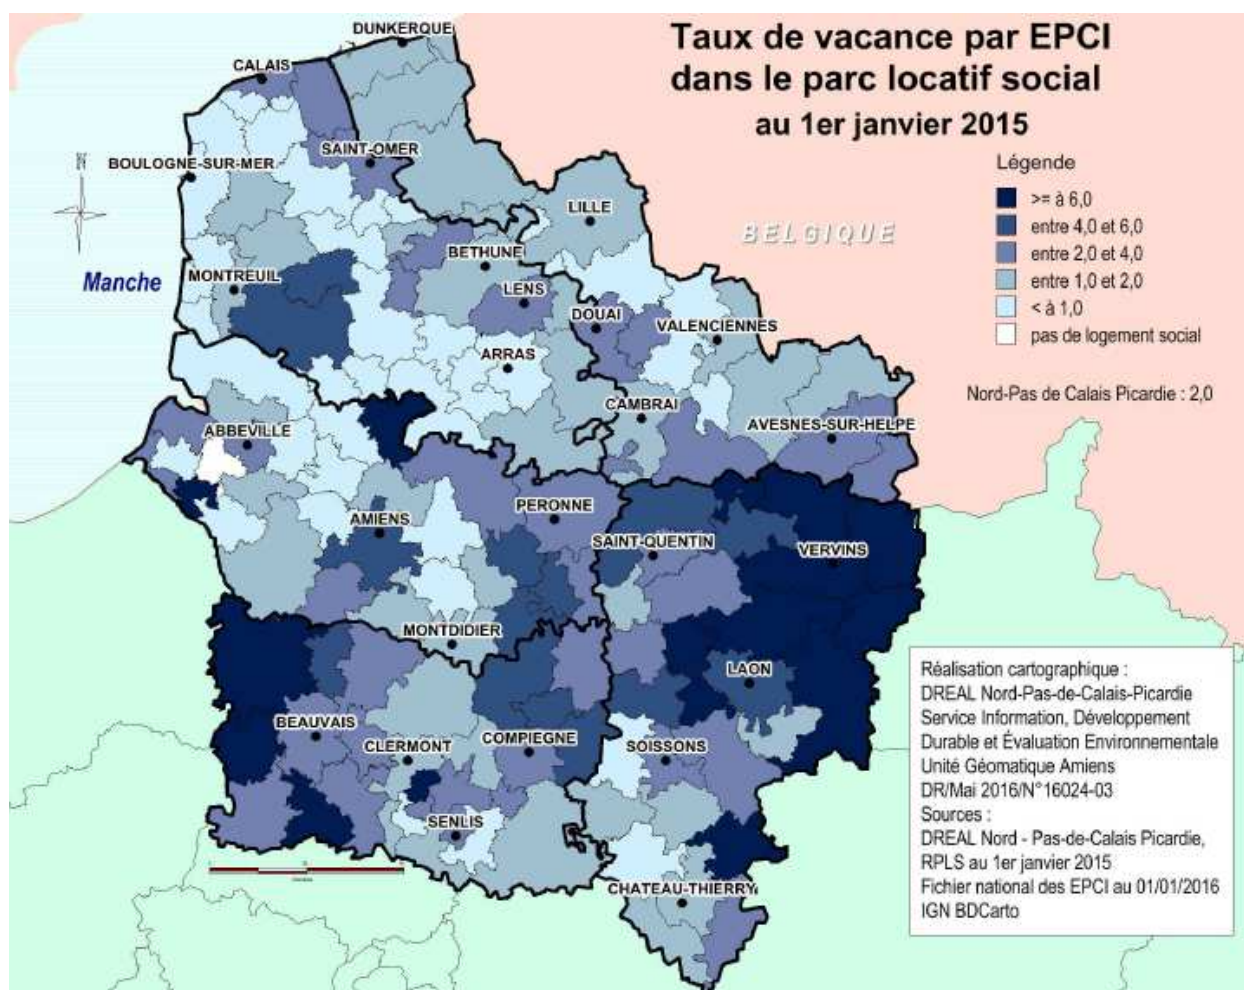 Taux de vacance par EPCI
dans le parc locatif social
au 1er janvier 2015
Légende
>= à 6,0
entre 4,0 et 6,0
entre 2,0 et 4,0
entre 1,0 et 2,0
< à 1,0
pas de logement social
Nord-Pas de Calais Picardie : 2,0
DUNKERQUE
CALAIS
SAINT-OMER
BOULOGNE-SUR-MER
LILLE
BELGIQUE
BETHUNE
Manche
MONTREUIL
LENS
DOUAI
VALENCIENNES
ARRAS
CAMBRAI
AVESNES-SUR-HELPE
ABBEVILLE
PERONNE
AMIENS
SAINT-QUENTIN
VERVINS
MONTDIDIER
LAON
BEAUVAIS
CLERMONT
COMPIEGNE
SOISSONS
SENLIS
CHATEAU-THIERRY
Réalisation cartographique :
DREAL Nord-Pas-de-Calais-Picardie
Service Information, Développement
Durable et Évaluation Environnementale
Unité Géomatique Amiens
DR/Mai 2016/N°16024-03
Sources :
DREAL Nord - Pas-de-Calais Picardie,
RPLS au 1er janvier 2015
Fichier national des EPCI au 01/01/2016
IGN BDCarto